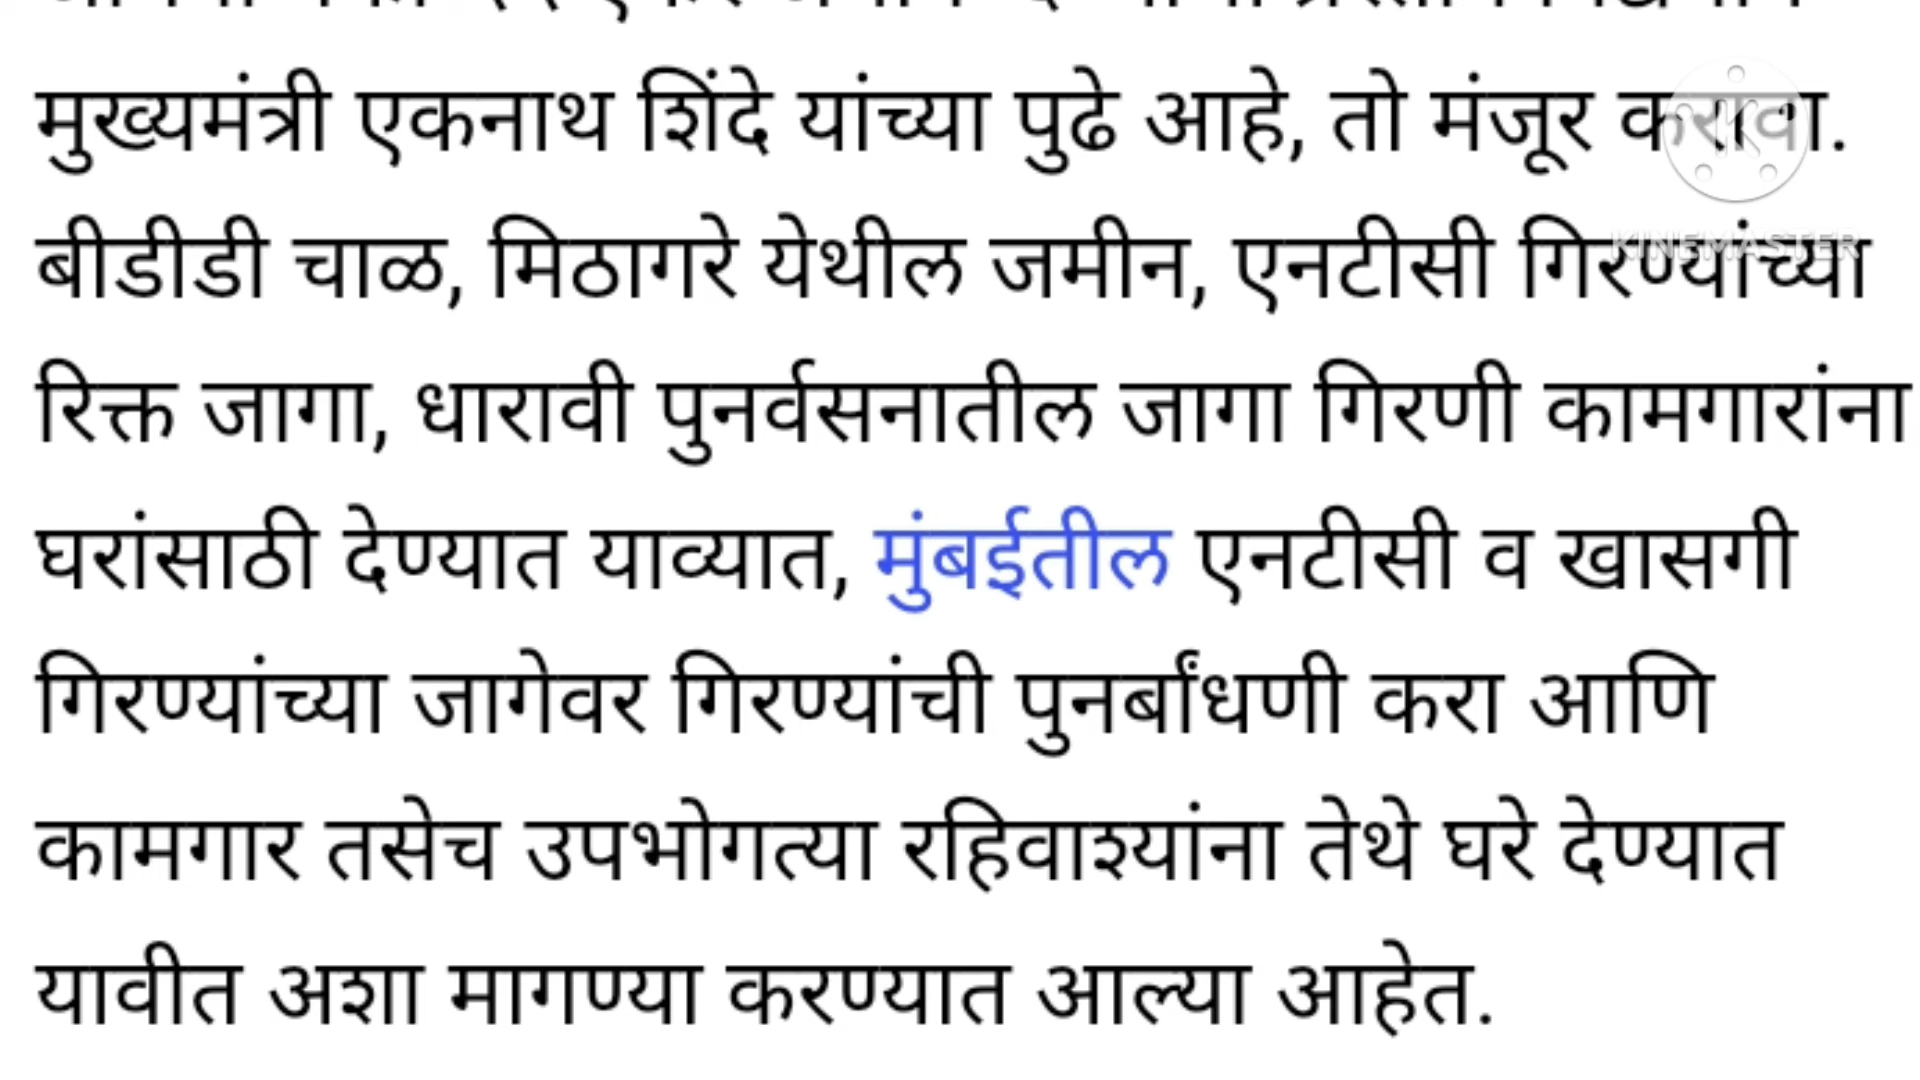 मुख्यमंत्री एकनाथ शिंदे यांच्या पुढे आहे, तो मंजूर करावा.
बीडीडी चाळ, मिठागरे येथील जमीन, एनटीसी गिरण्यांच्या
रिक्त जागा, धारावी पुनर्वसनातील जागा गिरणी कामगारांना
घरांसाठी देण्यात याव्यात, मुंबईतील एनटीसी व खासगी
गिरण्यांच्या जागेवर गिरण्यांची पुनर्बांधणी करा आणि
कामगार तसेच उपभोगत्या रहिवाश्यांना तेथे घरे देण्यात
यावीत अशा मागण्या करण्यात आल्या आहेत.
KINEMASTER